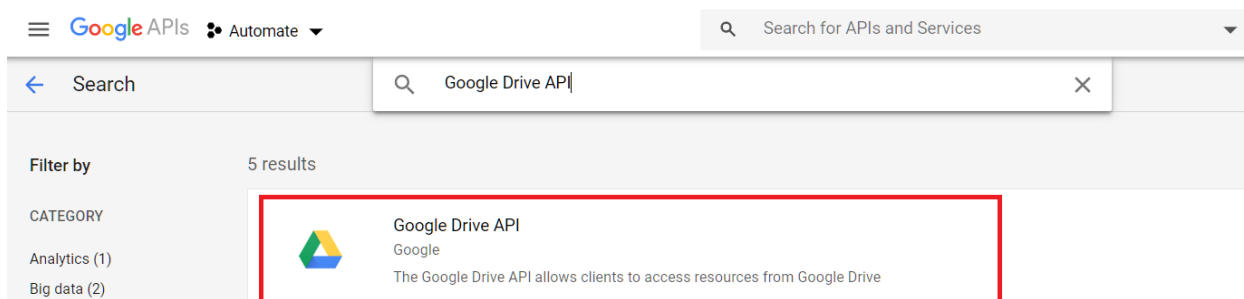 Google APIs Automate Search for APIs and Services
Search Google Drive API
Filter by 5 results
CATEGORY
Google Drive API
Google
Analytics (1)
The Google Drive API allows clients to access resources from Google Drive
Big data (2)